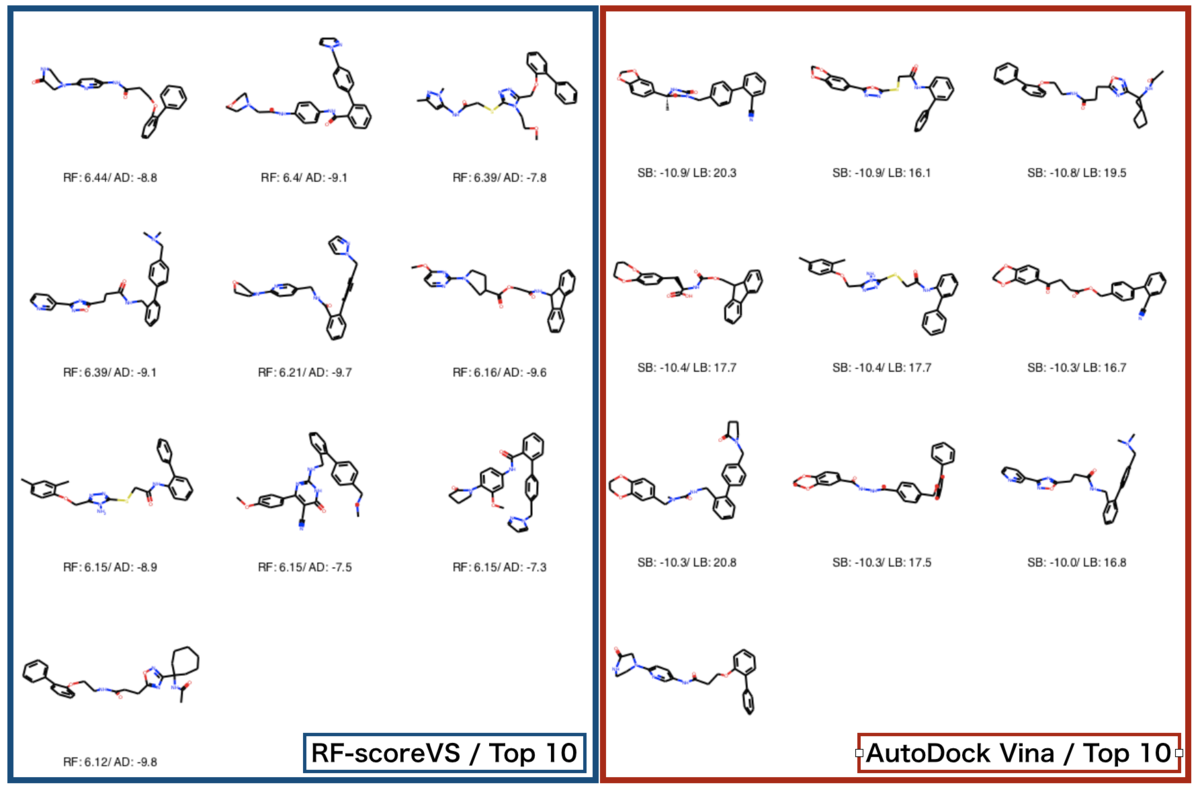 RF: 6.44/ AD: -8.8
RF: 6.4/ AD: -9.1
RF: 6.39/ AD: -7.8
RF: 6.39/ AD: -9.1
RF: 6.21/ AD: -9.7
RF: 6.16/ AD: -9.6
RF: 6.15/ AD: -8.9
RF: 6.15/ AD: -7.5
RF: 6.15/ AD: -7.3
RF: 6.12/ AD: -9.8
RF-scoreVS / Top 10
SB: -10.9/ LB: 20.3
SB: -10.9/ LB: 16.1
SB: -10.8/ LB: 19.5
SB: -10.4/ LB: 17.7
SB: -10.4/ LB: 17.7
SB: -10.3/ LB: 16.7
SB: -10.3/ LB: 20.8
SB: -10.3/ LB: 17.5
SB: -10.0/ LB: 16.8
AutoDock Vina / Top 10